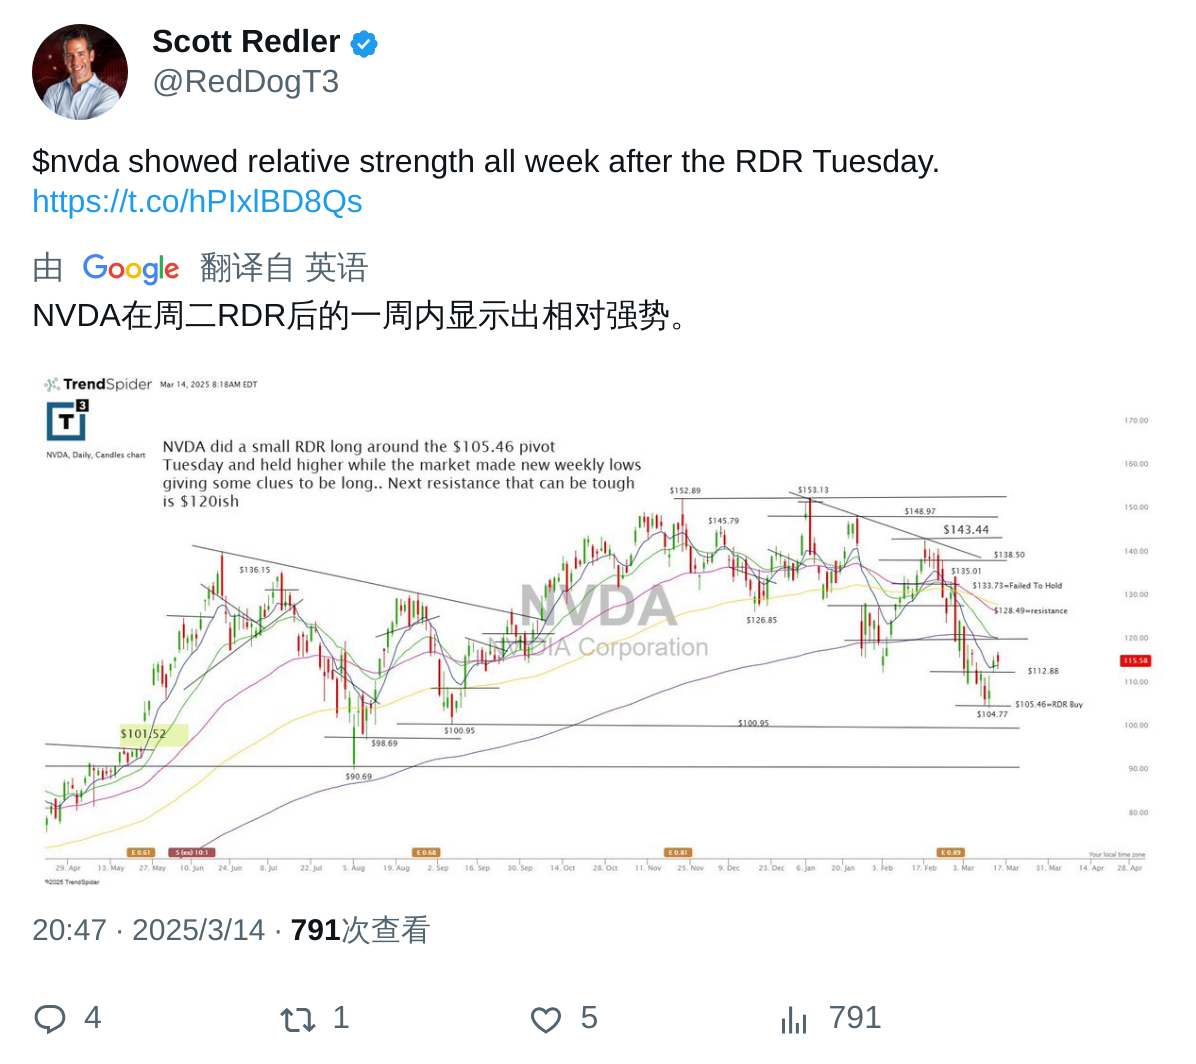 Scott Redler
@RedDogT3
$nvda showed relative strength all week after the RDR Tuesday.
https://t.co/hPIxlBD8Qs
由 Google 翻译自 英语
NVDA在周二RDR后的一周内显示出相对强势。
TrendSpider Mar 14, 2025 8:18AM EDT
T3
NVDA, Daily, Candles chart
NVDA did a small RDR long around the $105.46 pivot
Tuesday and held higher while the market made new weekly lows
giving some clues to be long.. Next resistance that can be tough
is $120ish
NVDA
NVIDIA Corporation
170.00
160.00
150.00
140.00
130.00
120.00
115.58
110.00
100.00
90.00
80.00
$152.89
$153.13
$148.97
$145.79
$143.44
$138.50
$136.15
$135.01
$133.73=Failed To Hold
$128.49=resistance
$126.85
$112.88
$105.46=RDR Buy
$104.77
$101.52
$100.95
$100.95
$98.69
$90.69
E 0.61
S (ex) 10:1
E 0.68
E 0.81
E 0.89
Your local time zone
29. Apr 13. May 27. May 10. Jun 24. Jun 8. Jul 22. Jul 5. Aug 19. Aug 2. Sep 16. Sep 30. Sep 14. Oct 28. Oct 11. Nov 25. Nov 9. Dec 23. Dec 6. Jan 20. Jan 3. Feb 17. Feb 3. Mar 17. Mar 31. Mar 14. Apr 28. Apr
©2025 TrendSpider
20:47 · 2025/3/14 · 791次查看
4 1 5 791